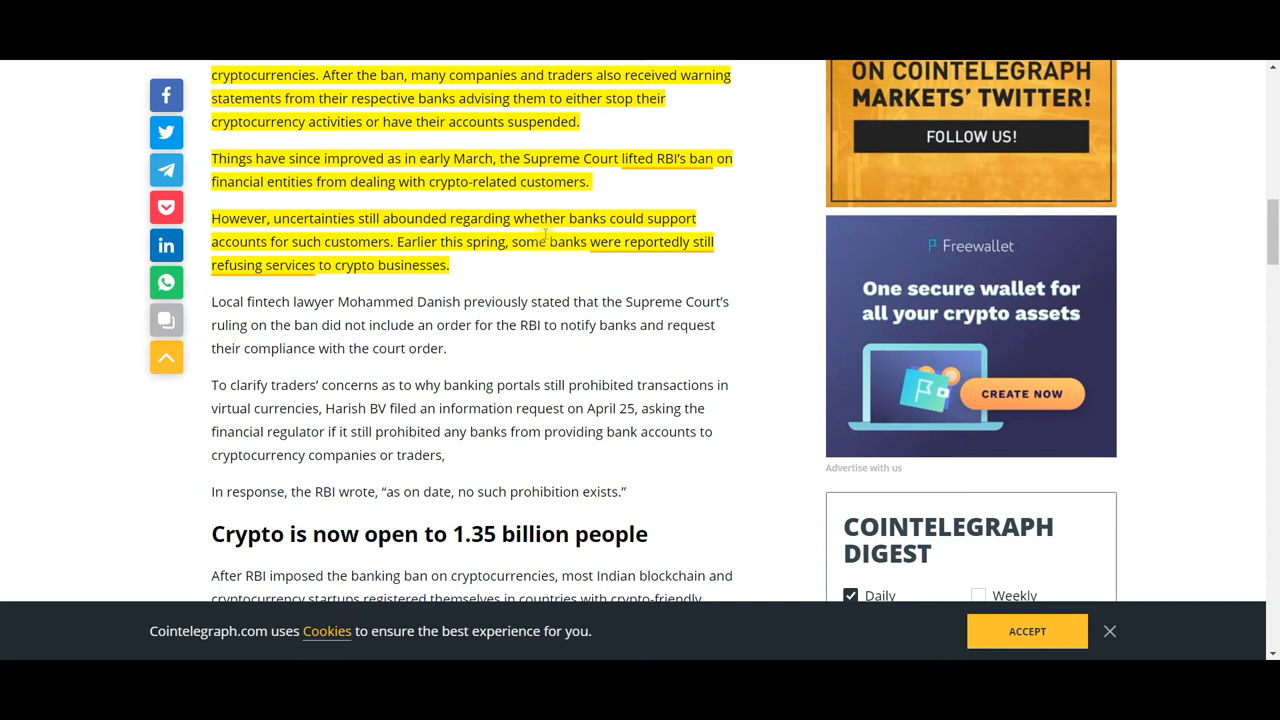 cryptocurrencies. After the ban, many companies and traders also received warning
statements from their respective banks advising them to either stop their
cryptocurrency activities or have their accounts suspended.
Things have since improved as in early March, the Supreme Court lifted RBI's ban on
financial entities from dealing with crypto-related customers.
However, uncertainties still abounded regarding whether banks could support
accounts for such customers. Earlier this spring, some banks were reportedly still
refusing services to crypto businesses.
Local fintech lawyer Mohammed Danish previously stated that the Supreme Court's
ruling on the ban did not include an order for the RBI to notify banks and request
their compliance with the court order.
To clarify traders' concerns as to why banking portals still prohibited transactions in
virtual currencies, Harish BV filed an information request on April 25, asking the
financial regulator if it still prohibited any banks from providing bank accounts to
cryptocurrency companies or traders,
In response, the RBI wrote, “as on date, no such prohibition exists.”
Crypto is now open to 1.35 billion people
After RBI imposed the banking ban on cryptocurrencies, most Indian blockchain and
cryptocurrency startups registered themselves in countries with crypto-friendly
ON COINTELEGRAPH
MARKETS' TWITTER!
FOLLOW US!
Freewallet
One secure wallet for
all your crypto assets
CREATE NOW
Advertise with us
COINTELEGRAPH
DIGEST
Daily
Weekly
Cointelegraph.com uses Cookies to ensure the best experience for you.
ACCEPT